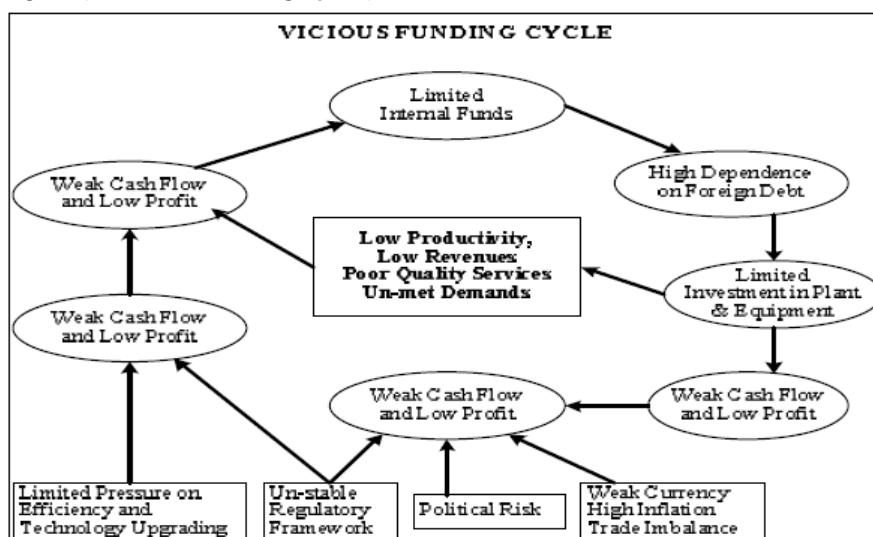 VICIOUS FUNDING CYCLE
Limited
Internal Funds
High Dependence
on Foreign Debt
Weak Cash Flow
and Low Profit
Low Productivity,
Low Revenues
Poor Quality Services
Un-met Demands
Limited
Investment in Plant
& Equipment
Weak Cash Flow
and Low Profit
Weak Cash Flow
and Low Profit
Weak Cash Flow
and Low Profit
Limited Pressure on
Efficiency and
Technology Upgrading
Un-stable
Regulatory
Framework
Political Risk
Weak Currency
High Inflation
Trade Imbalance